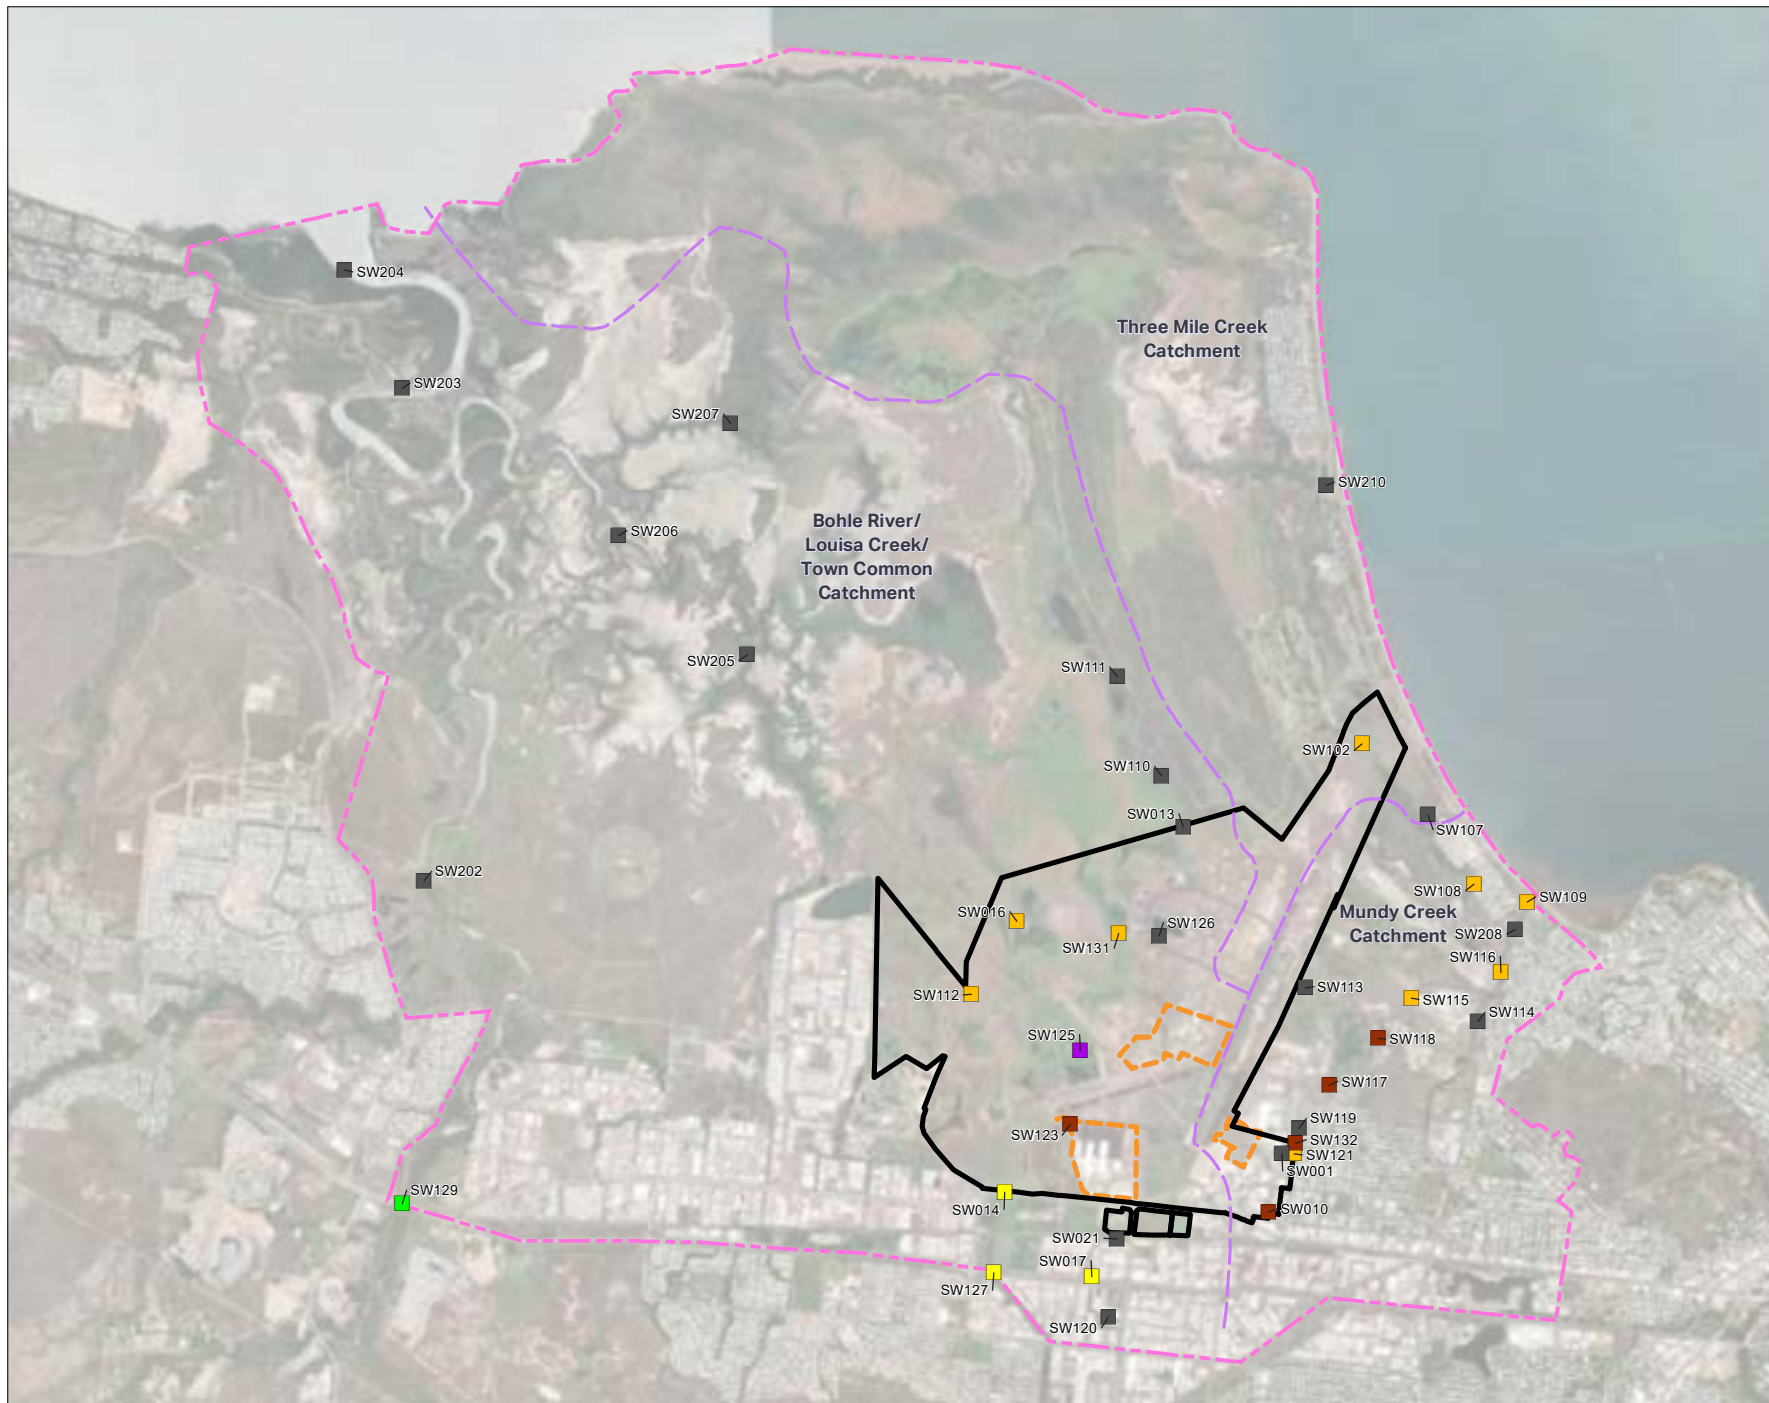 SW204
Three Mile Creek
Catchment
SW203
SW207
SW210
Bohle River/
Louisa Creek/
Town Common
Catchment
SW206
SW205
SW111
SW102
SW110
SW013
SW107
SW202
SW108
SW109
SW016
Mundy Creek
Catchment
SW126
SW131
SW208
SW116
SW112
SW113
SW115
SW114
SW125
SW118
SW117
SW119
SW123
SW132
SW121
SW001
SW129
SW014
SW010
SW021
SW017
SW127
SW120